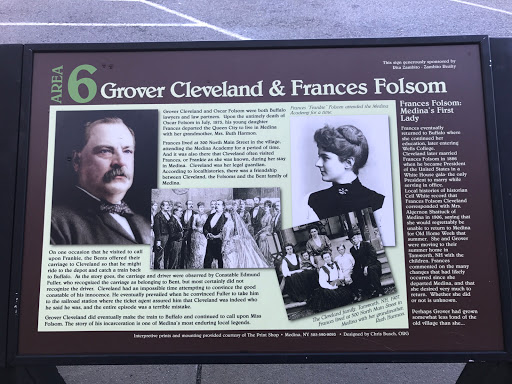 This sign generously sponsored by
Dita Zambito - Zambito Realty
AREA
6
Grover Cleveland & Frances Folsom
Grover Cleveland and Oscar Folsom were both Buffalo
lawyers and law partners. Upon the untimely death of
Oscar Folsom in July, 1875, his young daughter
Frances departed the Queen City to live in Medina
with her grandmother, Mrs. Ruth Harmon.
Frances lived at 500 North Main Street in the village,
attending the Medina Academy for a period of time.
And it was also there that Cleveland often visited
Frances, or Frankie as she was known, during her stay
in Medina. Cleveland was her legal guardian.
According to localhistories, there was a friendship
between Cleveland, the Folsoms and the Bent family of
Medina.
On one occasion that he visited to call
upon Frankie, the Bents offered their
carriage to Cleveland so that he might
ride to the depot and catch a train back
to Buffalo. As the story goes, the carriage and driver were observed by Constable Edmund
Fuller, who recognized the carriage as belonging to Bent, but most certainly did not
recognize the driver. Cleveland had an impossible time attempting to convince the good
constable of his innocence. He eventually prevailed when he convinced Fuller to take him
to the railroad station where the ticket agent assured him that Cleveland was indeed who
he said he was, and the entire episode was a terrible mistake.
Grover Cleveland did eventually make the train to Buffalo and continued to call upon Miss
Folsom. The story of his incarceration is one of Medina's most enduring local legends.
Frances "Frankie" Folsom attended the Medina
Academy for a time.
The Cleveland family, Tamworth, NH, 1907
Frances lived at 500 North Main Street in
Medina with her grandmother,
Ruth Harmon.
Frances Folsom:
Medina's First
Lady
Frances eventually
returned to Buffalo where
she continued her
education, later entering
Wells College.
Cleveland later married
Frances Folsom in 1886
when he became President
of the United States in a
White House gala the only
President to marry while
serving in office.
Local histories of historian
Ceil White record that
Frances Folsom Cleveland
corresponded with Mrs.
Algernon Shattuck of
Medina in 1906, saying that
she would regrettably be
unable to return to Medina
for Old Home Week that
summer. She and Grover
were moving to their
summer home in
Tamworth, NH with the
children. Frances
commented on the many
changes that had likely
occurred since she
departed Medina, and that
she desired very much to
return. Whether she did
or not is unknown.
Perhaps Grover had grown
somewhat less fond of the
old village than she...
Interpretive prints and mounting provided courtesy of The Print Shop • Medina, NY • Designed by Chris Busch, ORG